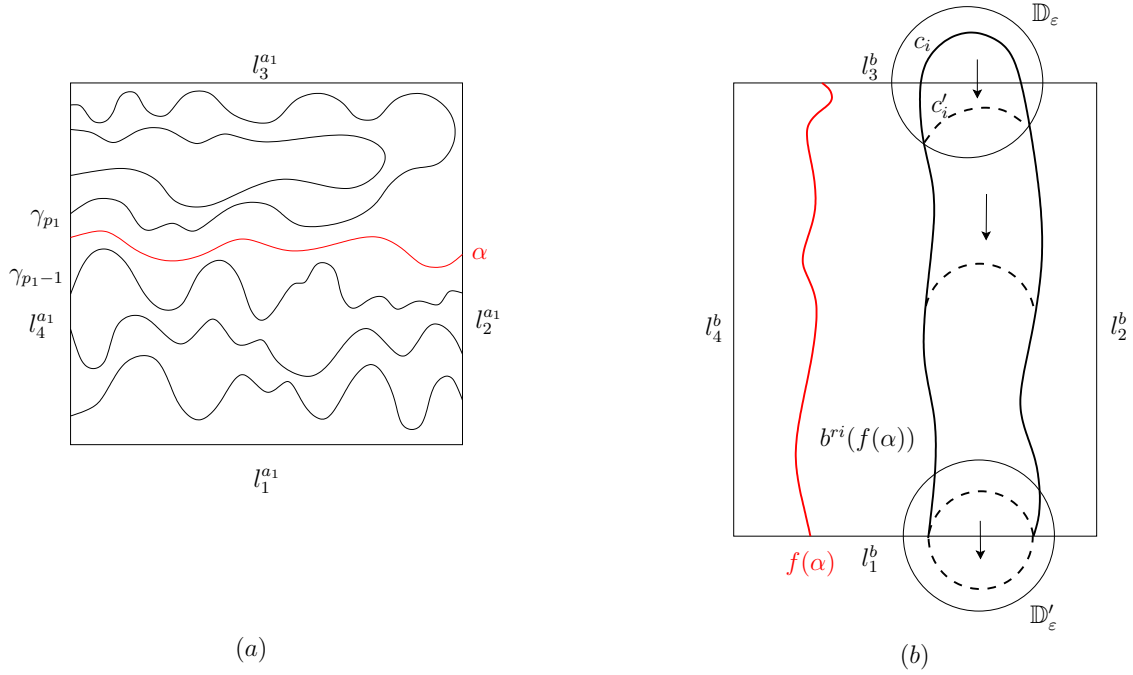 l_3^{a_1}
γ_{p_1}
α
γ_{p_1-1}
l_4^{a_1}
l_2^{a_1}
l_1^{a_1}
(a)
𝔻_ε
c_i
l_3^b
c'_i
l_4^b
l_2^b
b^{ri}(f(α))
f(α)
l_1^b
𝔻'_ε
(b)